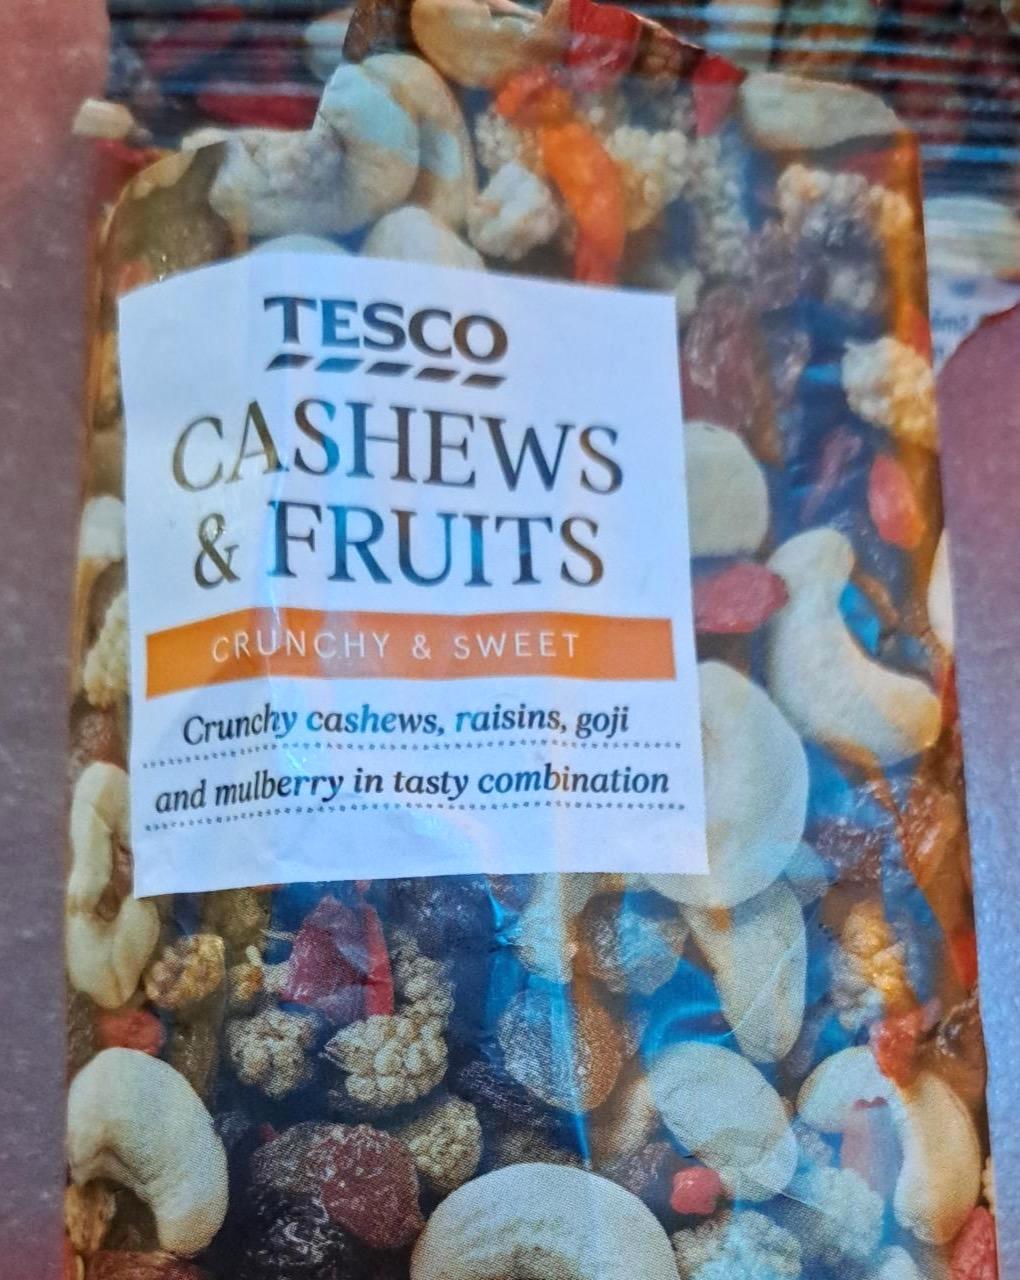 TESCO
CASHEWS
& FRUITS
CRUNCHY & SWEET
Crunchy cashews, raisins, goji
and mulberry in tasty combination